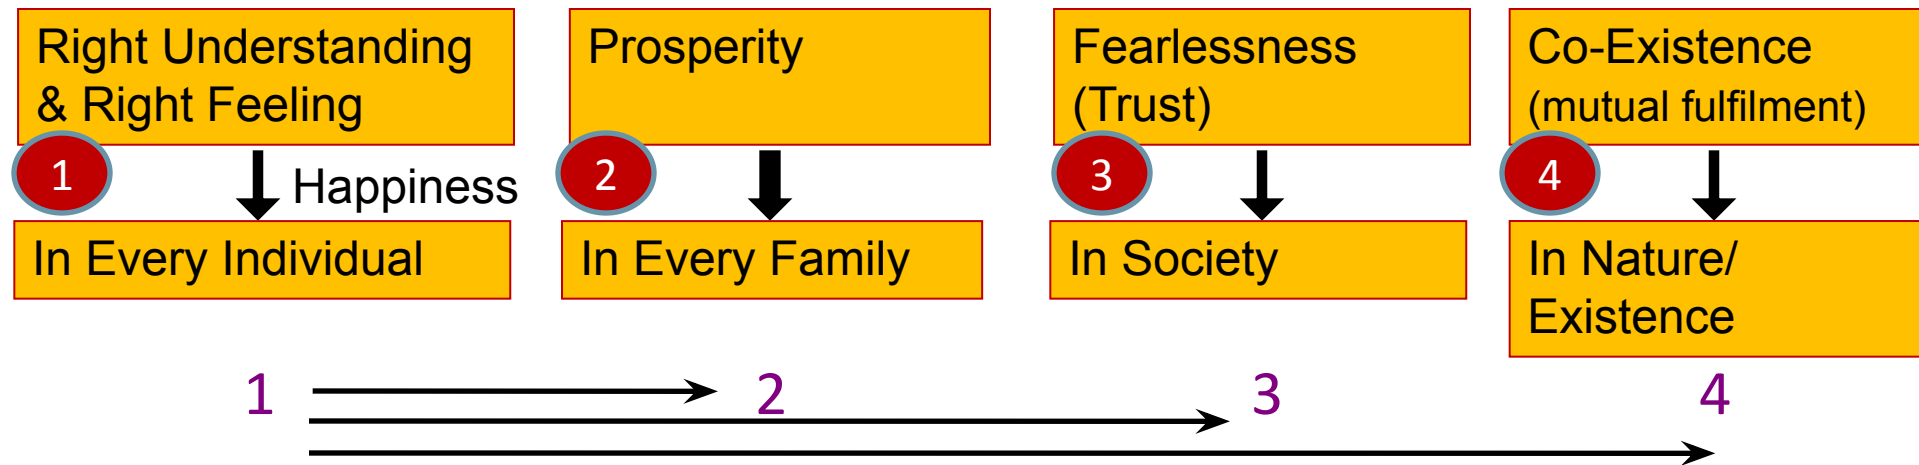 Right Understanding
& Right Feeling
Prosperity
Fearlessness
(Trust)
Co-Existence
(mutual fulfilment)
1
Happiness
2
3
4
In Every Individual
In Every Family
In Society
In Nature/
Existence
1
2
3
4